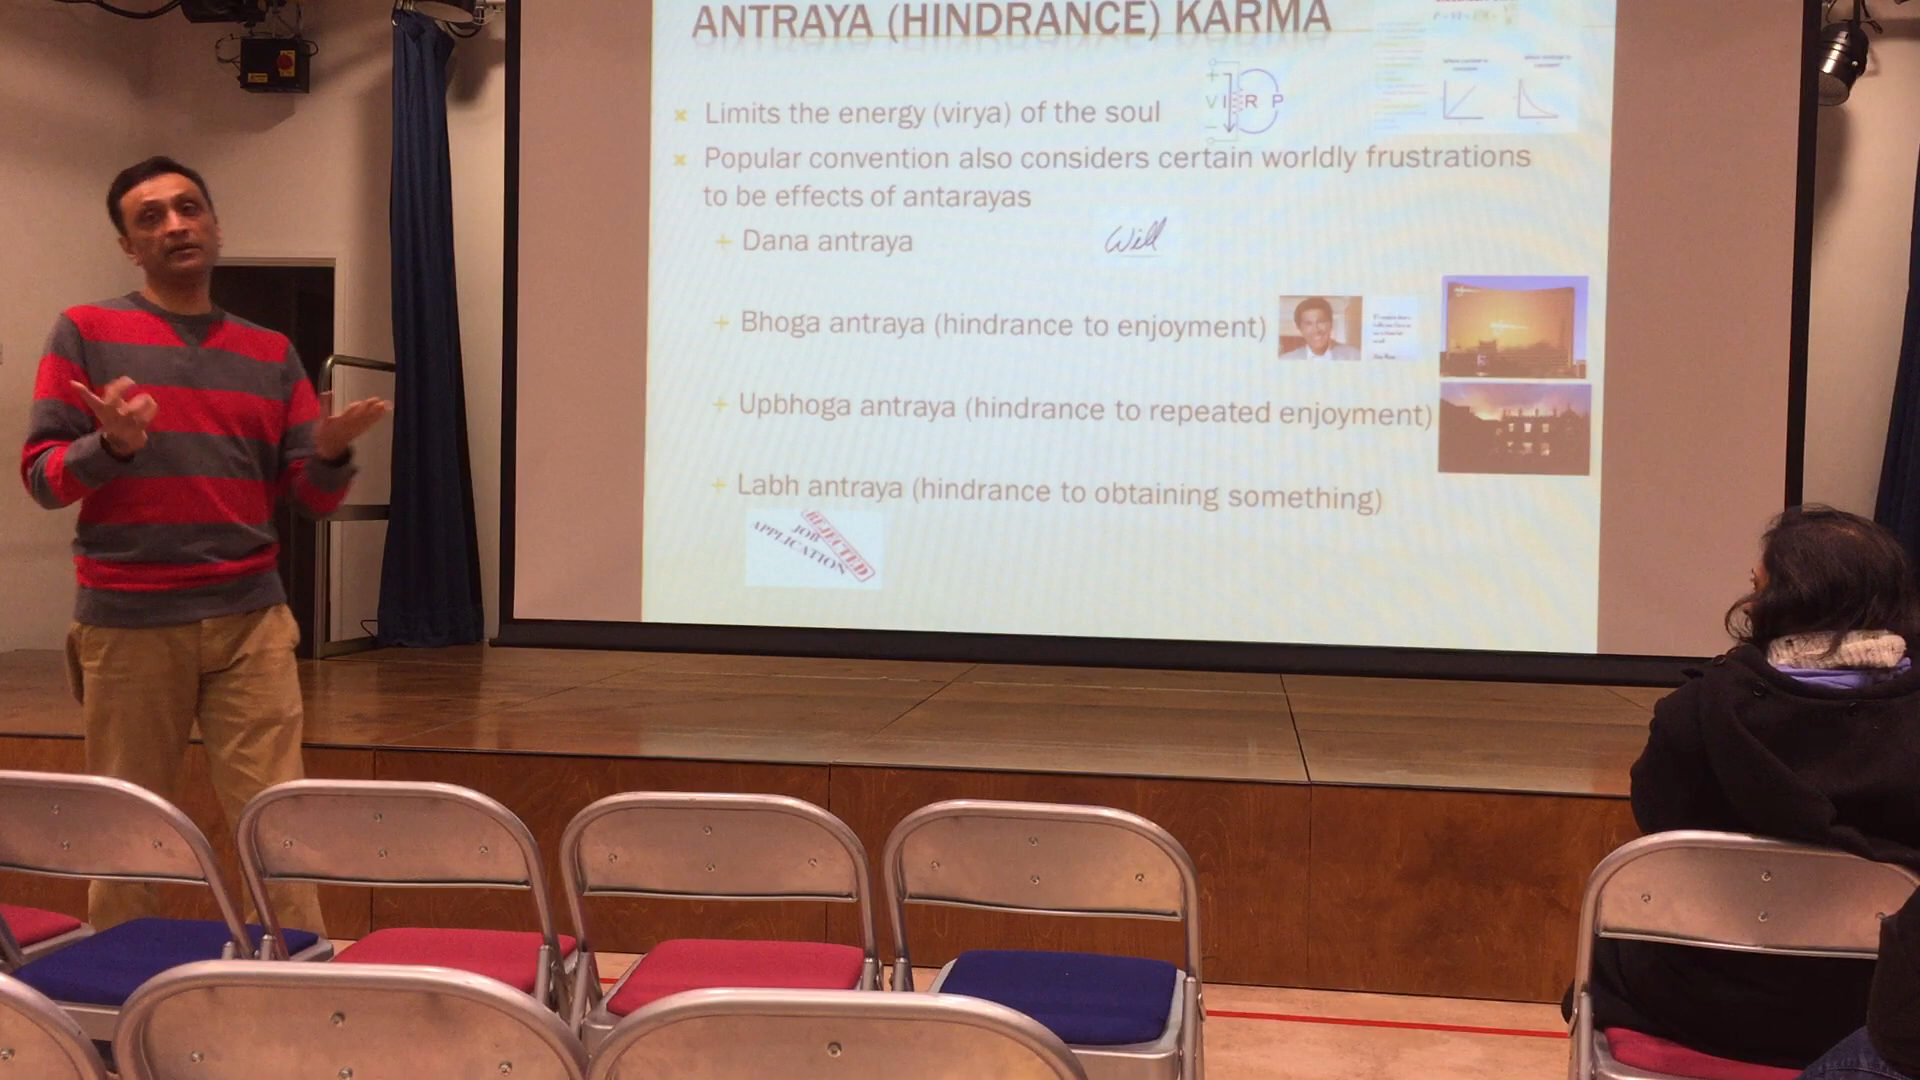 ANTRAYA (HINDRANCE) KARMA
Limits the energy (virya) of the soul
V I R P
Popular convention also considers certain worldly frustrations
to be effects of antarayas
Dana antraya
Will
Bhoga antraya (hindrance to enjoyment)
Upbhoga antraya (hindrance to repeated enjoyment)
Labh antraya (hindrance to obtaining something)
REJECTED
JOB
APPLICATION